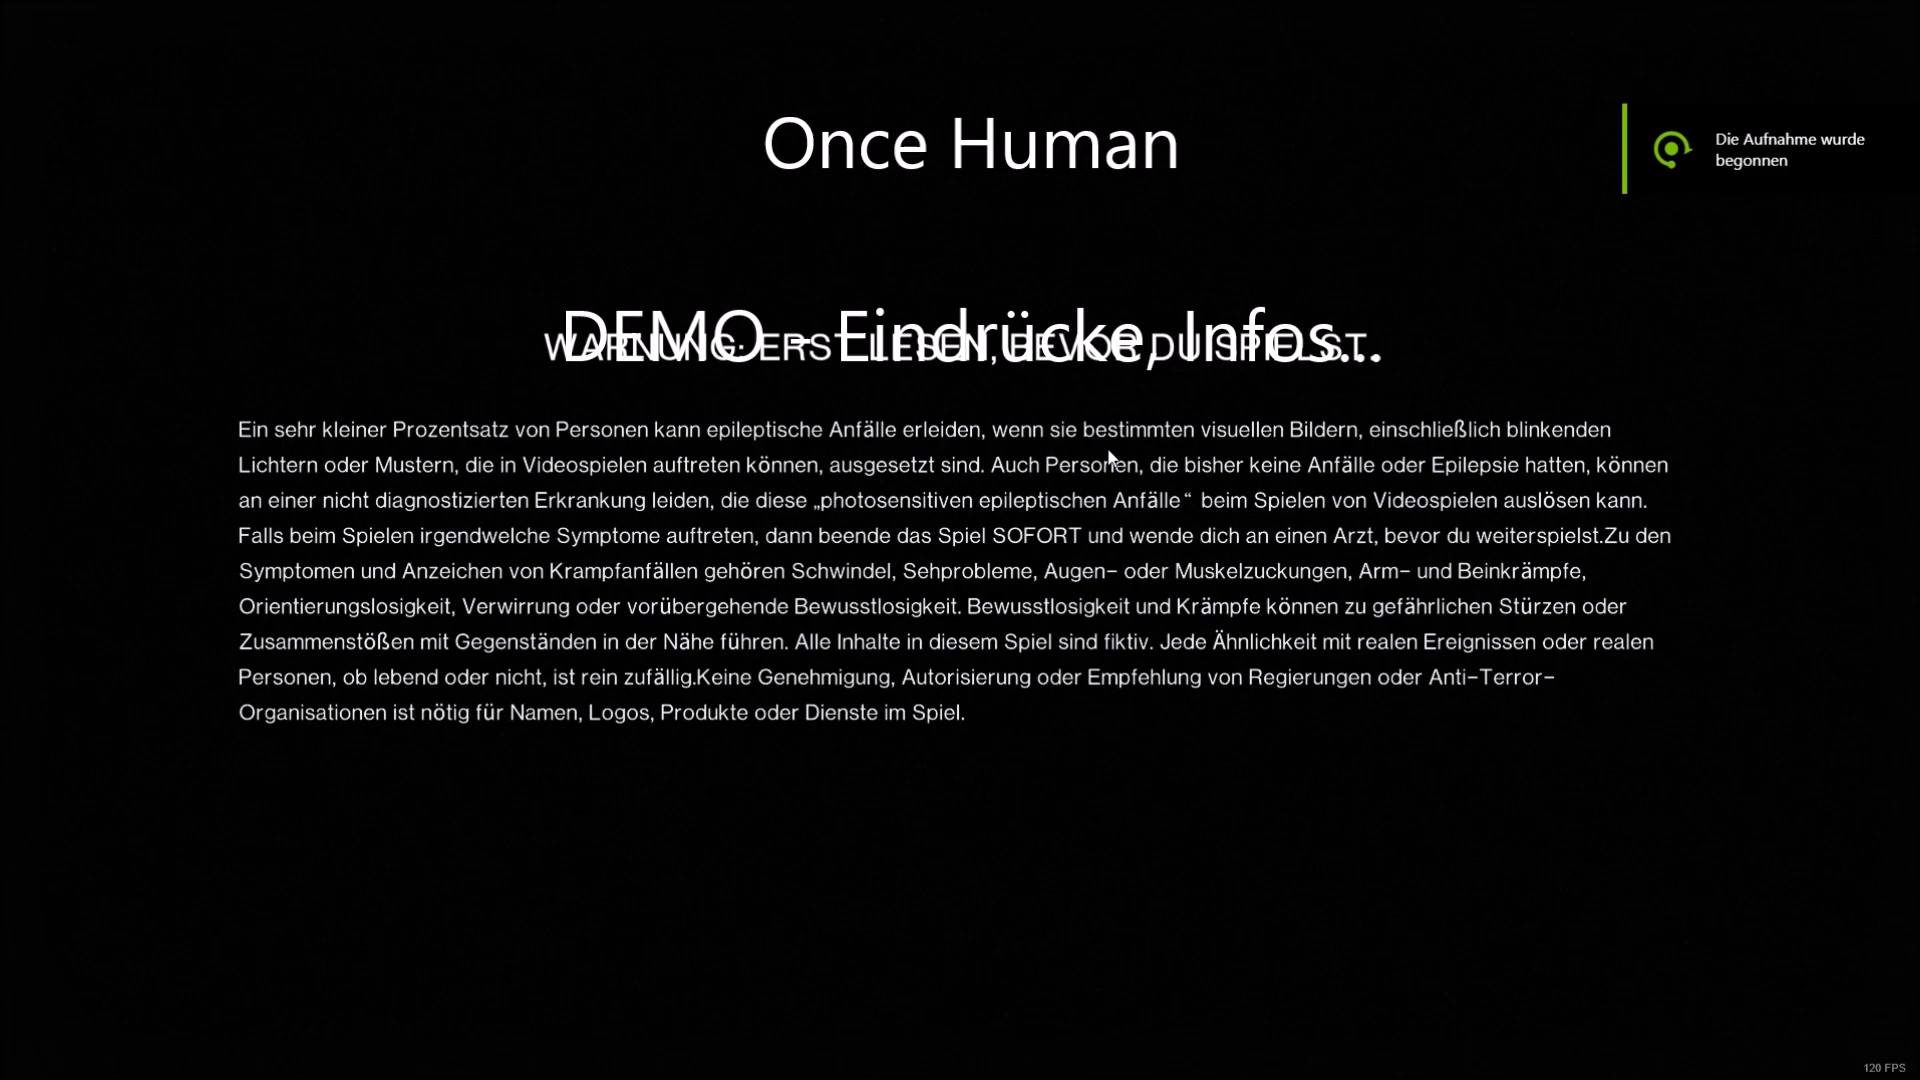 Once Human
Die Aufnahme wurde
begonnen
DEMO - Eindrücke, Infos...
WARNUNG: ERST LESEN, BEVOR DU SPIELST.
Ein sehr kleiner Prozentsatz von Personen kann epileptische Anfälle erleiden, wenn sie bestimmten visuellen Bildern, einschließlich blinkenden
Lichtern oder Mustern, die in Videospielen auftreten können, ausgesetzt sind. Auch Personen, die bisher keine Anfälle oder Epilepsie hatten, können
an einer nicht diagnostizierten Erkrankung leiden, die diese „photosensitiven epileptischen Anfälle“ beim Spielen von Videospielen auslösen kann.
Falls beim Spielen irgendwelche Symptome auftreten, dann beende das Spiel SOFORT und wende dich an einen Arzt, bevor du weiterspielst.Zu den
Symptomen und Anzeichen von Krampfanfällen gehören Schwindel, Sehprobleme, Augen- oder Muskelzuckungen, Arm- und Beinkrämpfe,
Orientierungslosigkeit, Verwirrung oder vorübergehende Bewusstlosigkeit. Bewusstlosigkeit und Krämpfe können zu gefährlichen Stürzen oder
Zusammenstößen mit Gegenständen in der Nähe führen. Alle Inhalte in diesem Spiel sind fiktiv. Jede Ähnlichkeit mit realen Ereignissen oder realen
Personen, ob lebend oder nicht, ist rein zufällig.Keine Genehmigung, Autorisierung oder Empfehlung von Regierungen oder Anti-Terror-
Organisationen ist nötig für Namen, Logos, Produkte oder Dienste im Spiel.
120 FPS